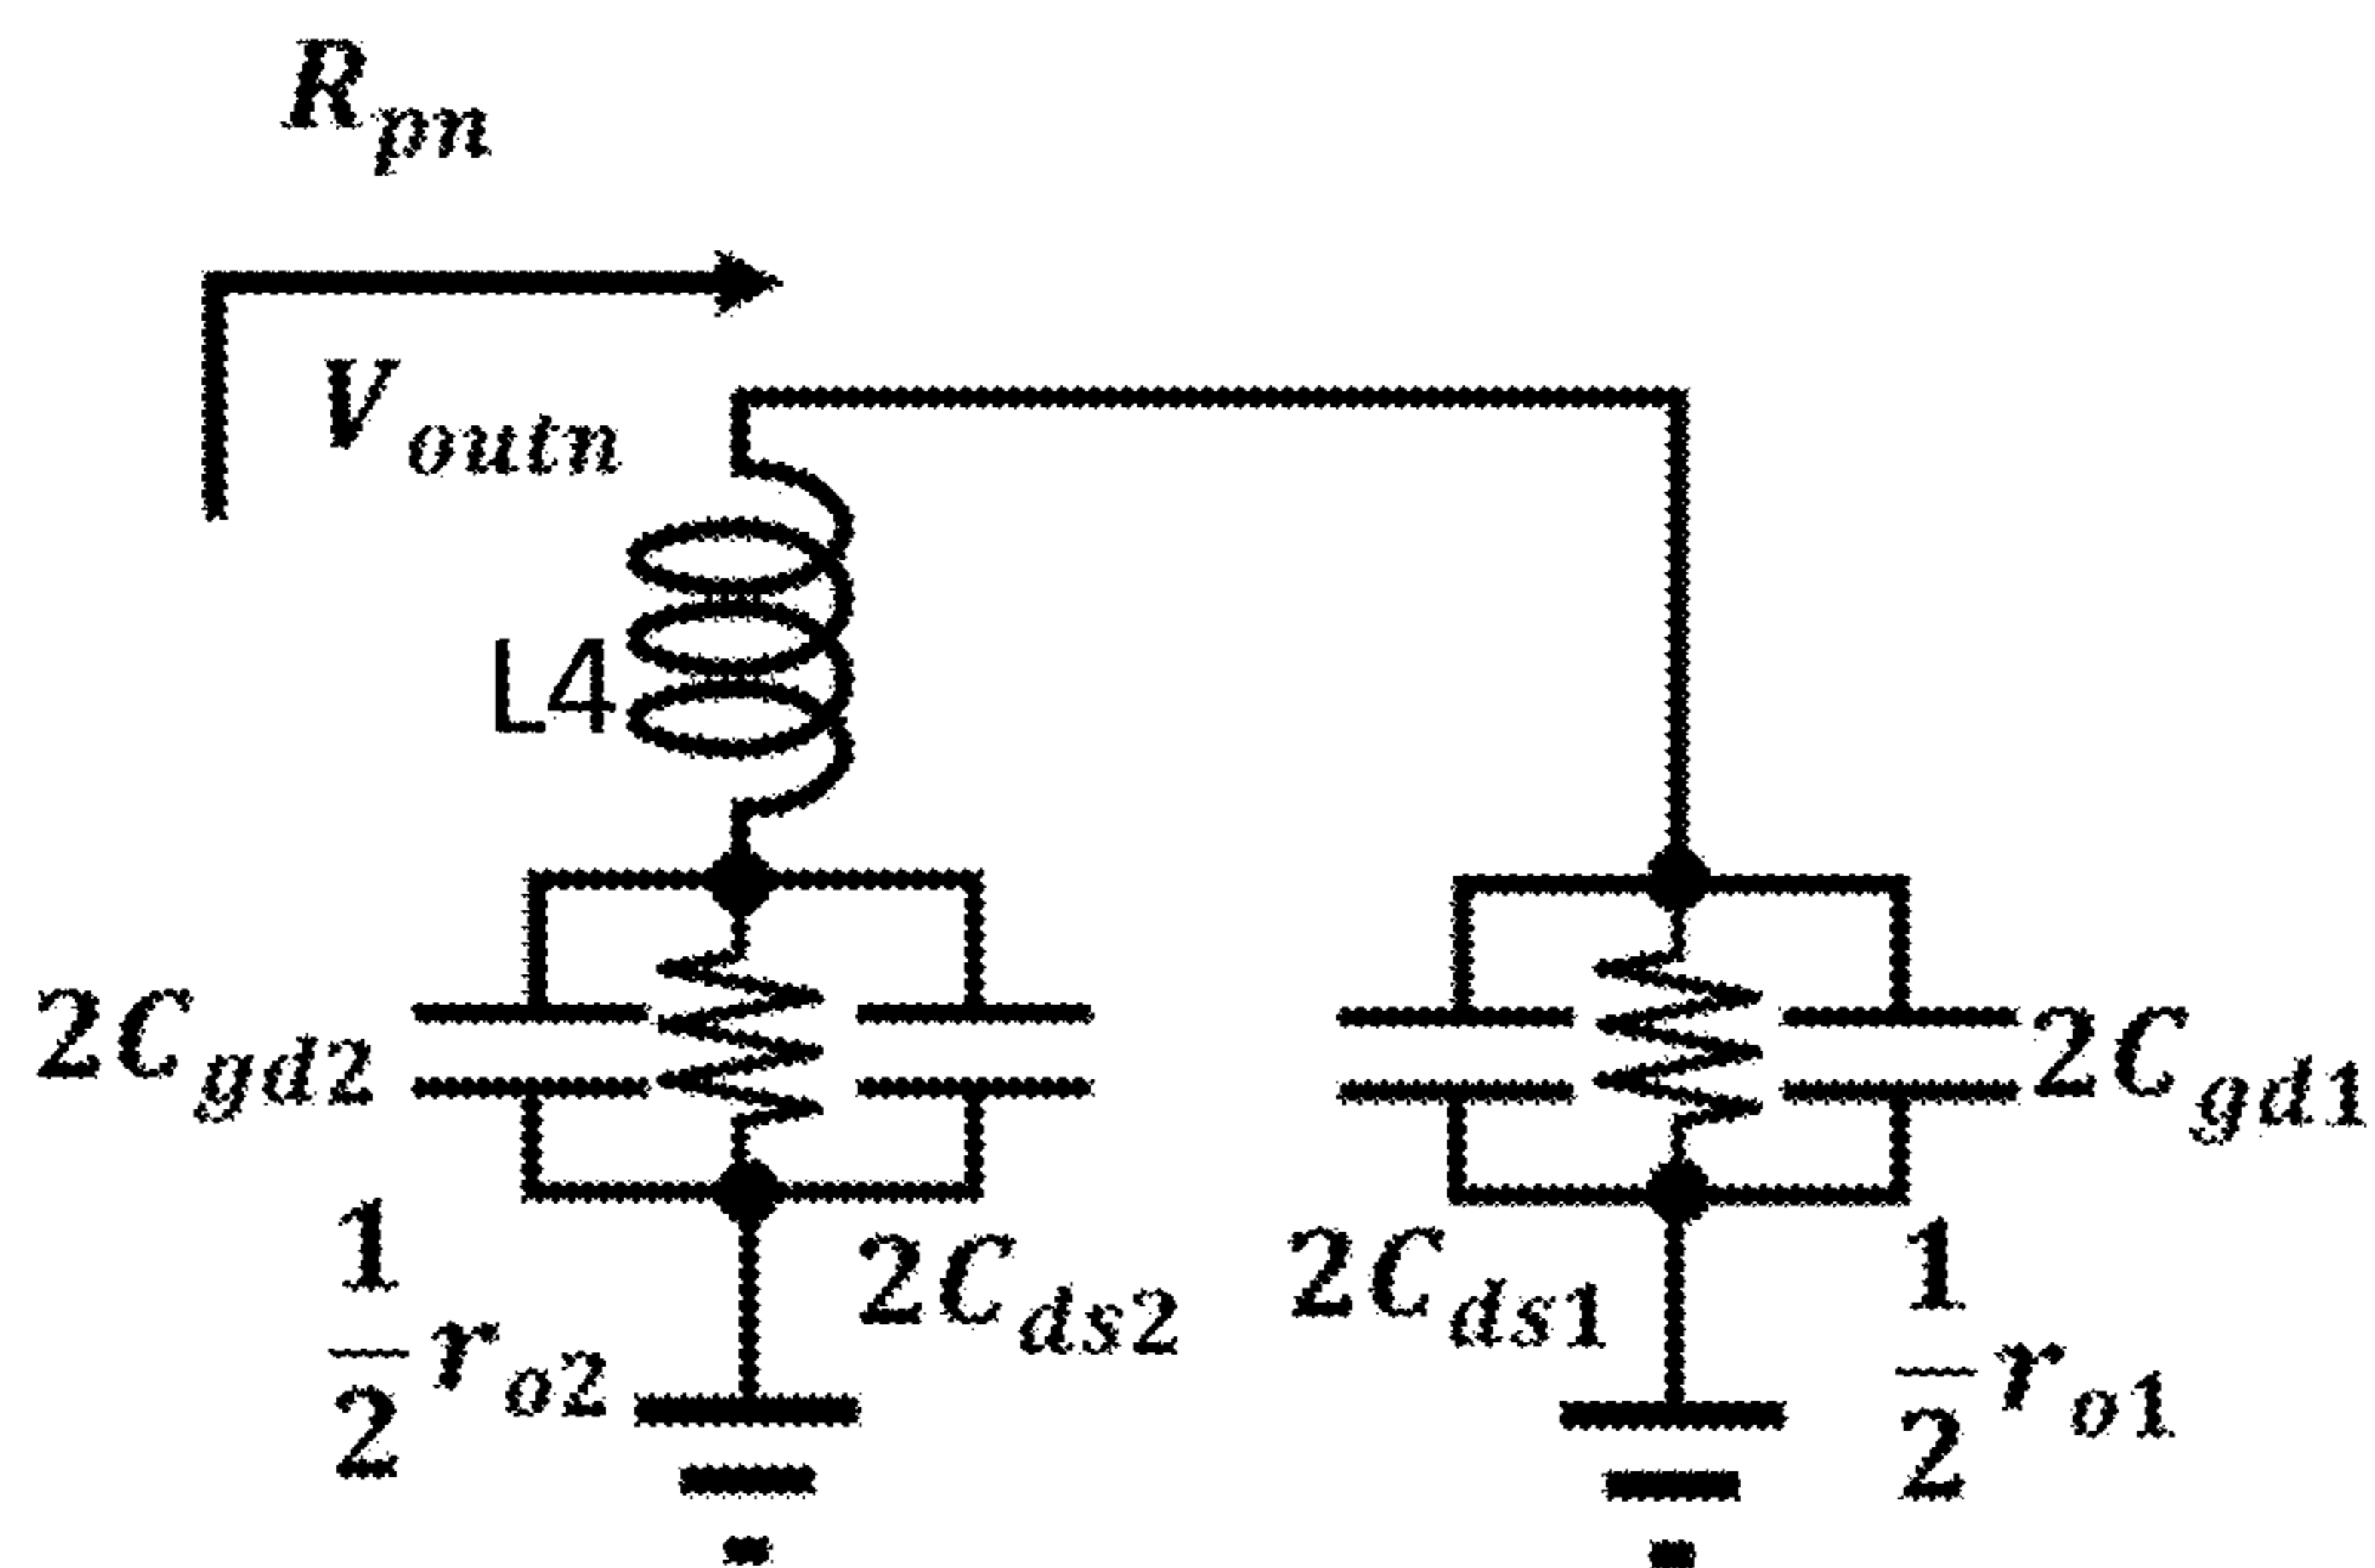 R_pn
V_outn
L4
2C_gd2
2C_gd1
1/2 r_o2
2C_ds2
2C_ds1
1/2 r_o1